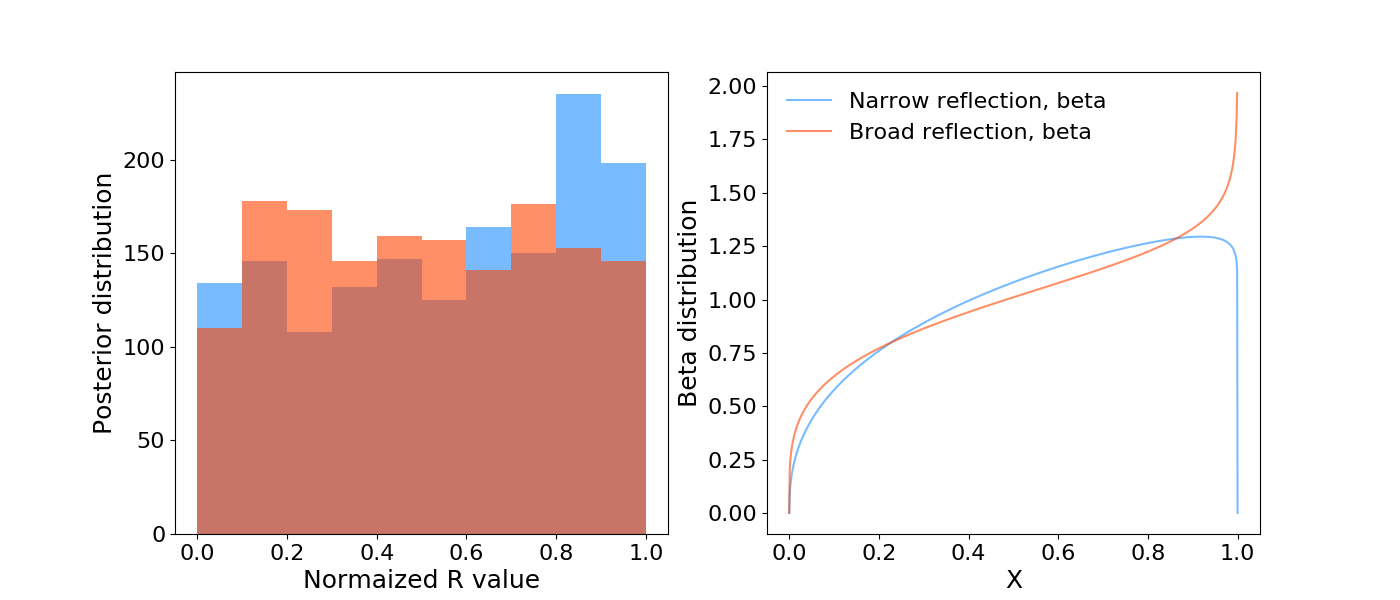 Posterior distribution
200
150
100
50
0
0.0 0.2 0.4 0.6 0.8 1.0
Normaized R value
Beta distribution
2.00
1.75
1.50
1.25
1.00
0.75
0.50
0.25
0.00
Narrow reflection, beta
Broad reflection, beta
0.0 0.2 0.4 0.6 0.8 1.0
X